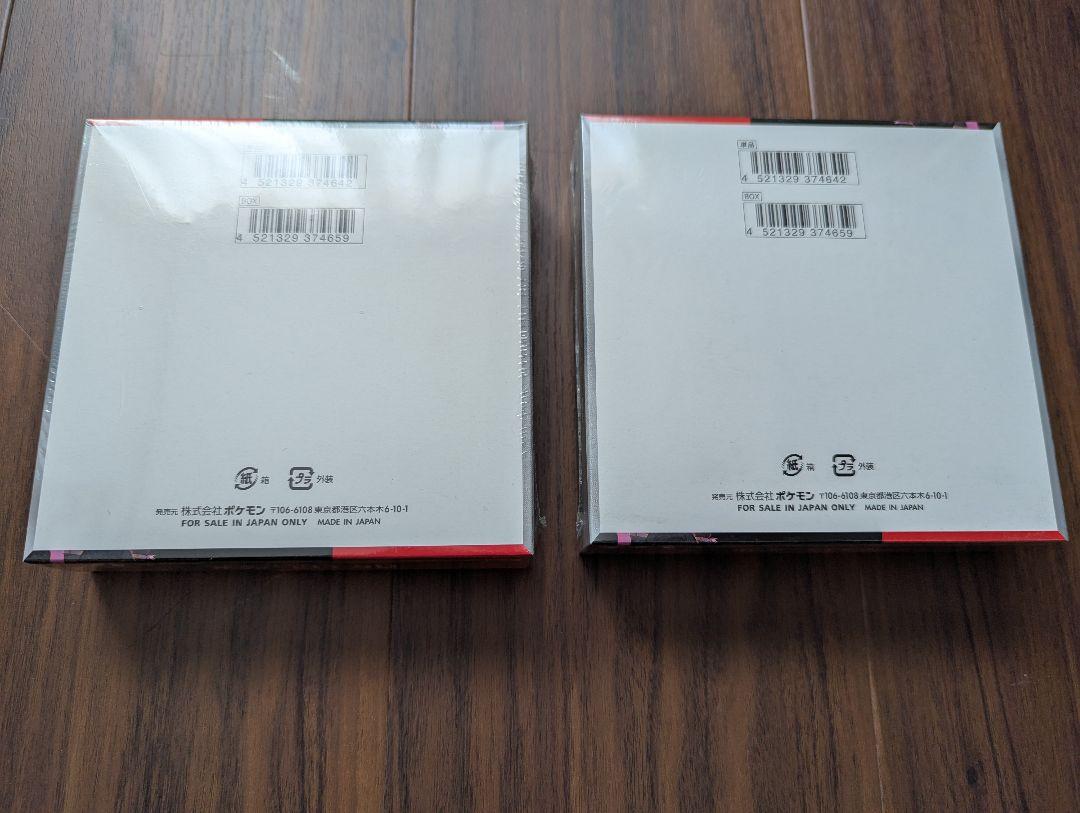 4 521329 374642
BOX
4 521329 374659
紙 箱 プラ 外装
発売元 株式会社ポケモン 〒106-6108 東京都港区六本木6-10-1
FOR SALE IN JAPAN ONLY MADE IN JAPAN
単品
4 521329 374642
BOX
4 521329 374659
紙 箱 プラ 外装
発売元 株式会社ポケモン 〒106-6108 東京都港区六本木6-10-1
FOR SALE IN JAPAN ONLY MADE IN JAPAN